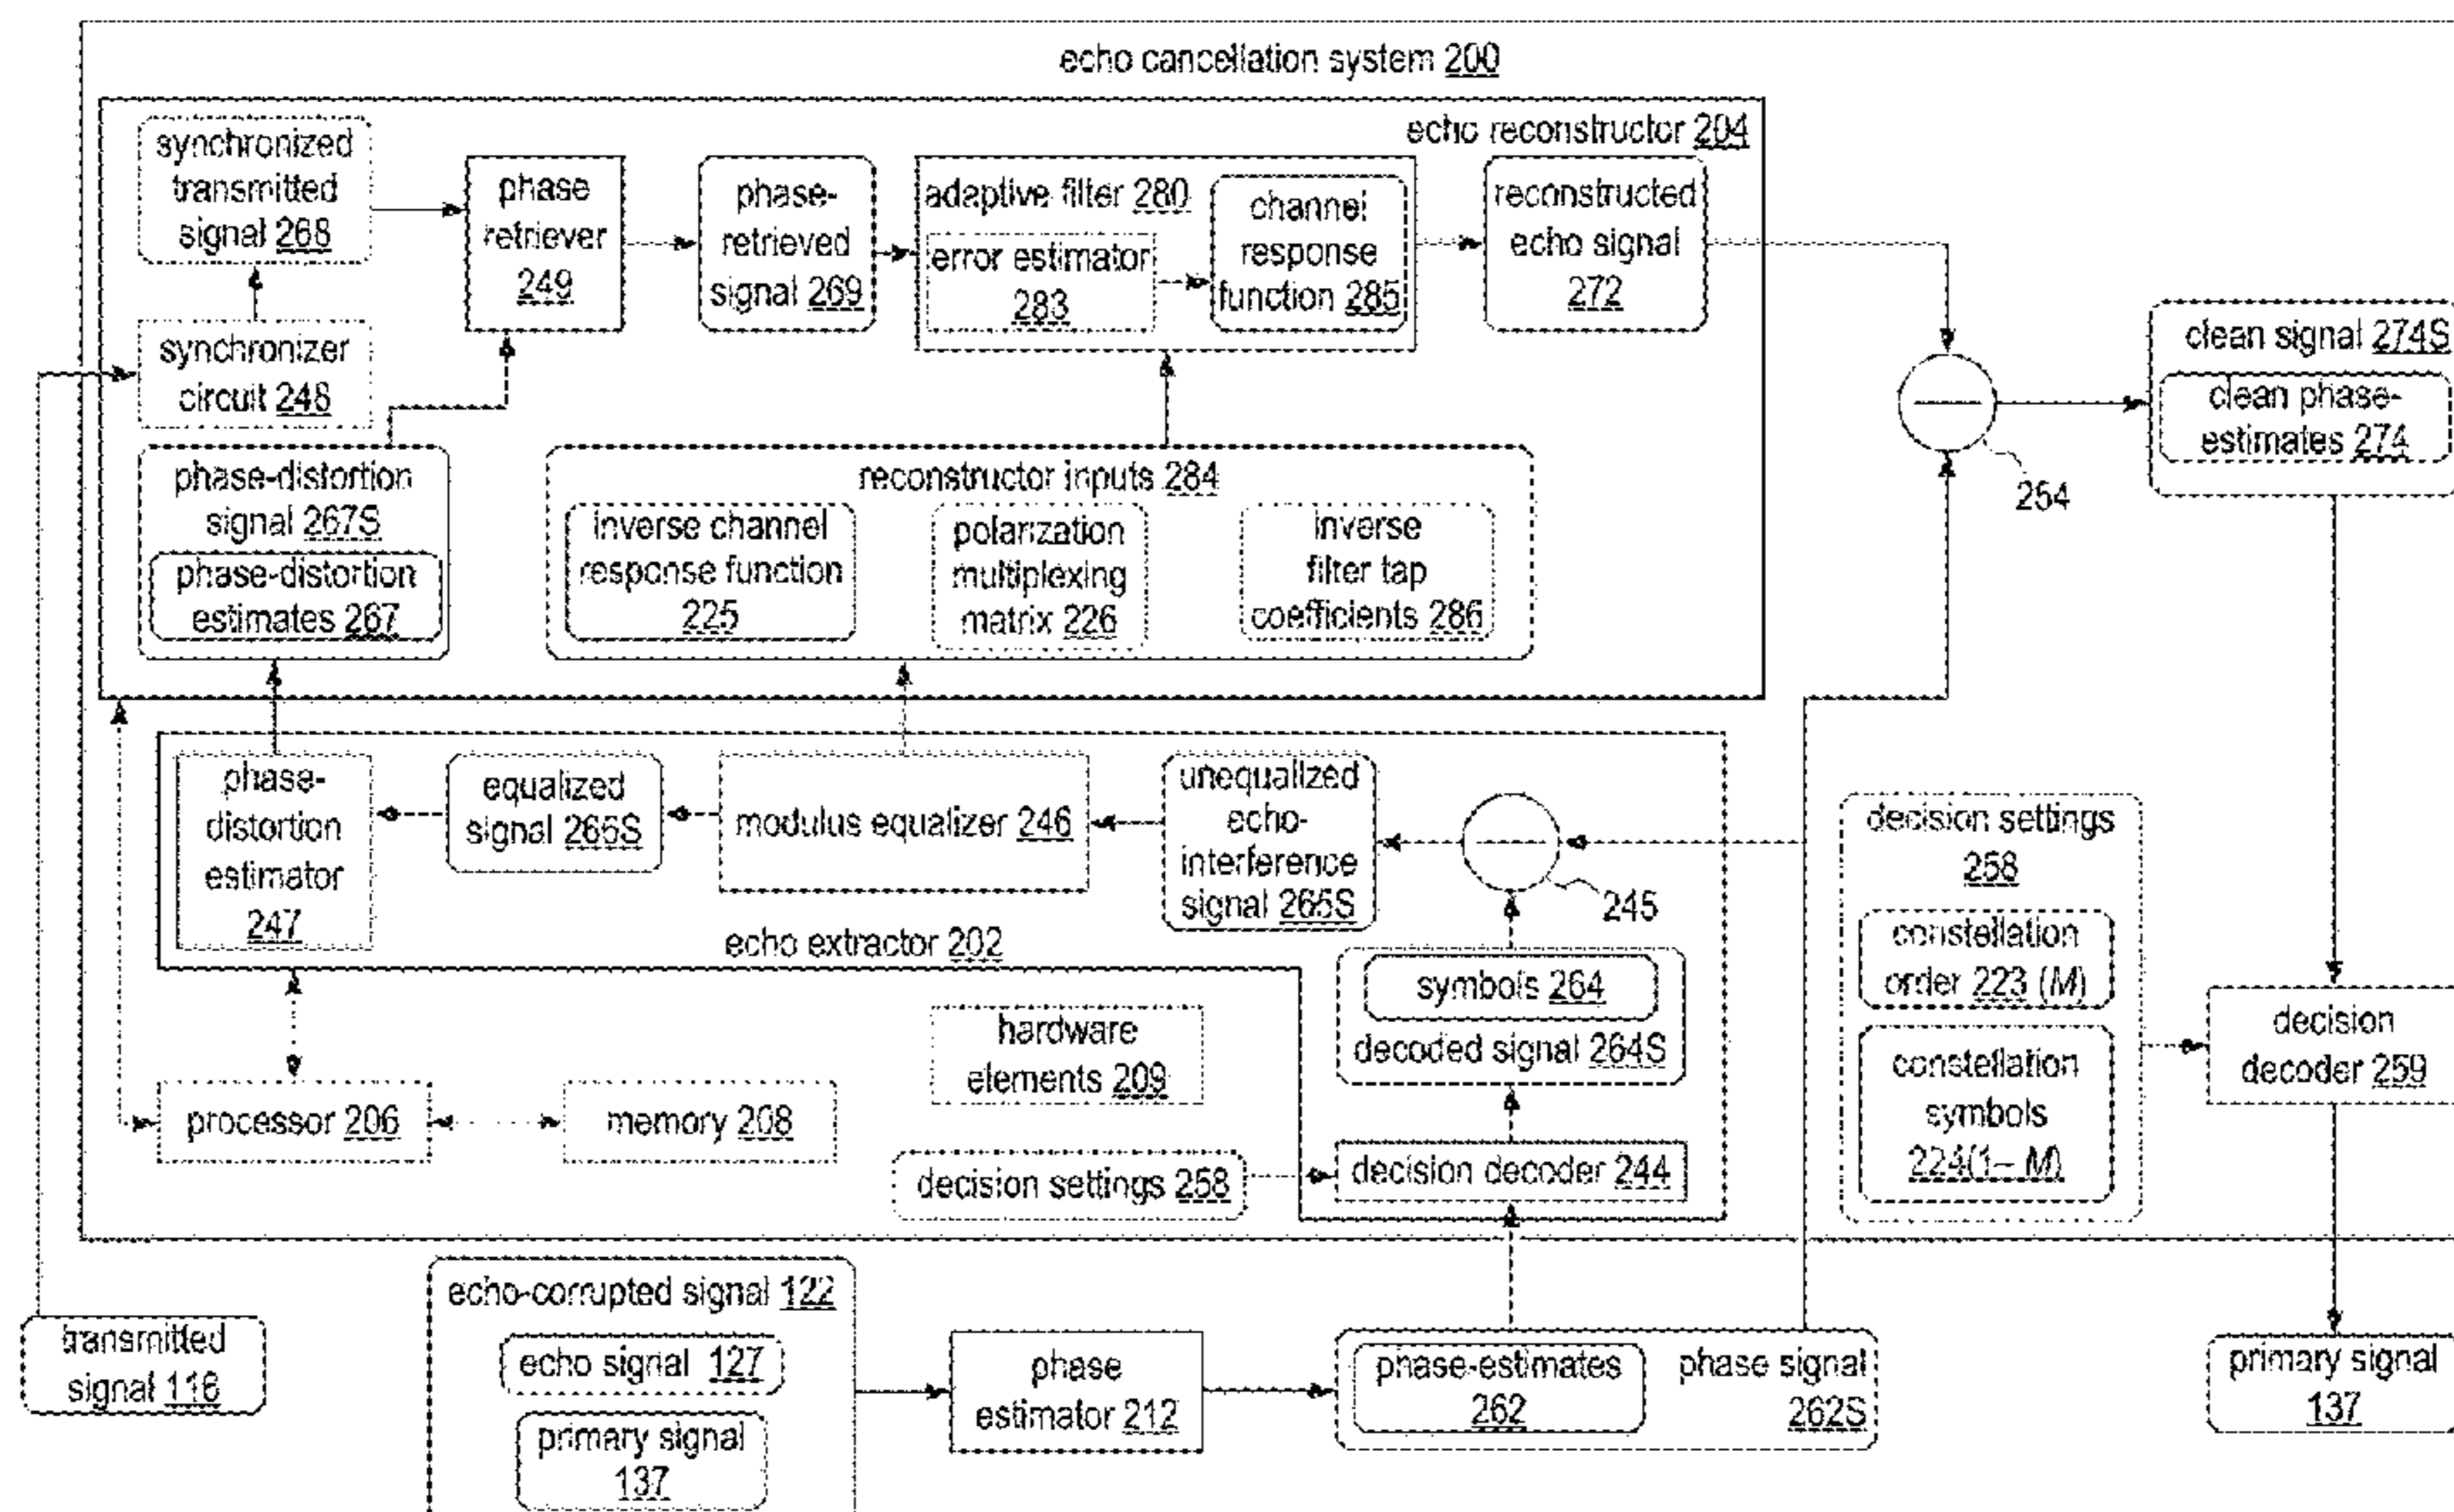 echo cancellation system 200
echo reconstructor 204
synchronized
transmitted
signal 268
phase
retriever
249
phase-
retrieved
signal 269
adaptive filter 280
error estimator
283
channel
response
function 285
reconstructed
echo signal
272
synchronizer
circuit 248
clean signal 274S
clean phase-
estimates 274
254
phase-distortion
signal 267S
phase-distortion
estimates 267
reconstructor inputs 284
inverse channel
response function
225
polarization
multiplexing
matrix 226
inverse
filter tap
coefficients 286
phase-
distortion
estimator
247
equalized
signal 266S
modulus equalizer 246
unequalized
echo-
interference
signal 265S
245
echo extractor 202
decision settings
258
constellation
order 223 (M)
constellation
symbols
224(1– M)
symbols 264
decoded signal 264S
hardware
elements 209
decision
decoder 259
processor 206
memory 208
decision settings 258
decision decoder 244
echo-corrupted signal 122
echo signal 127
primary signal
137
transmitted
signal 116
phase
estimator 212
phase-estimates
262
phase signal
262S
primary signal
137